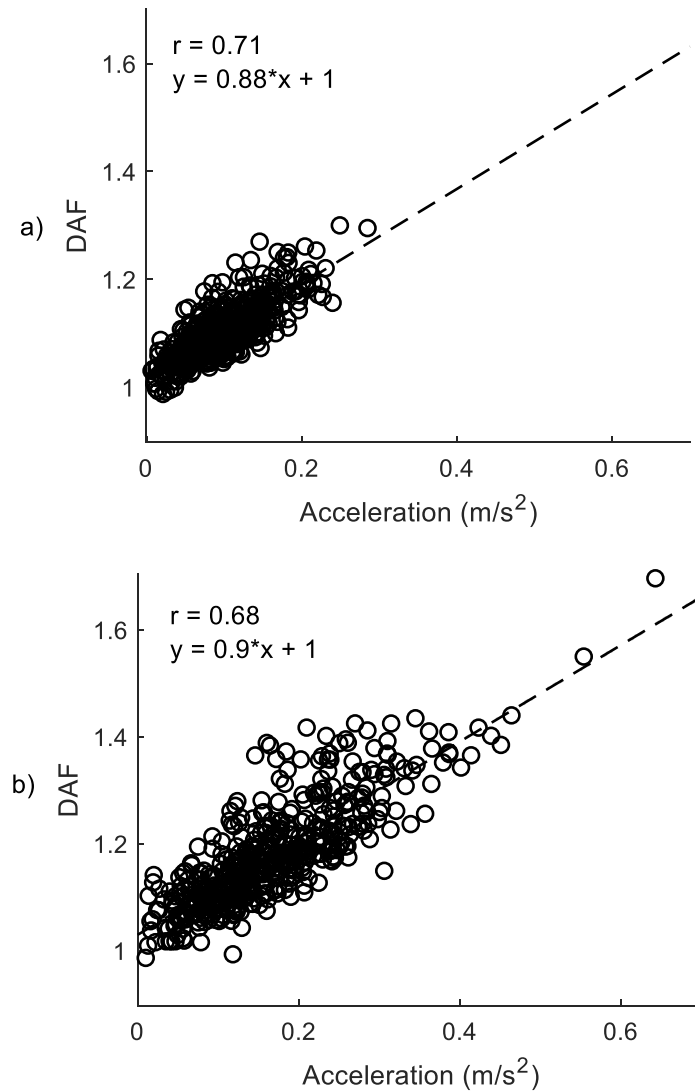 r = 0.71
y = 0.88*x + 1
1.6
1.4
1.2
1
a)
DAF
0
0.2
0.4
0.6
Acceleration (m/s²)
r = 0.68
y = 0.9*x + 1
1.6
1.4
1.2
1
b)
DAF
0
0.2
0.4
0.6
Acceleration (m/s²)